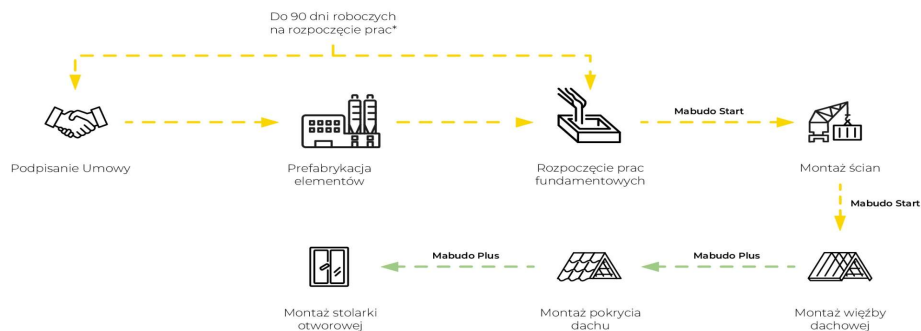 Do 90 dni roboczych
na rozpoczęcie prac*
Podpisanie Umowy
Prefabrykacja
elementów
Rozpoczęcie prac
fundamentowych
Mabudo Start
Montaż ścian
Mabudo Start
Montaż więźby
dachowej
Mabudo Plus
Montaż pokrycia
dachu
Mabudo Plus
Montaż stolarki
otworowej